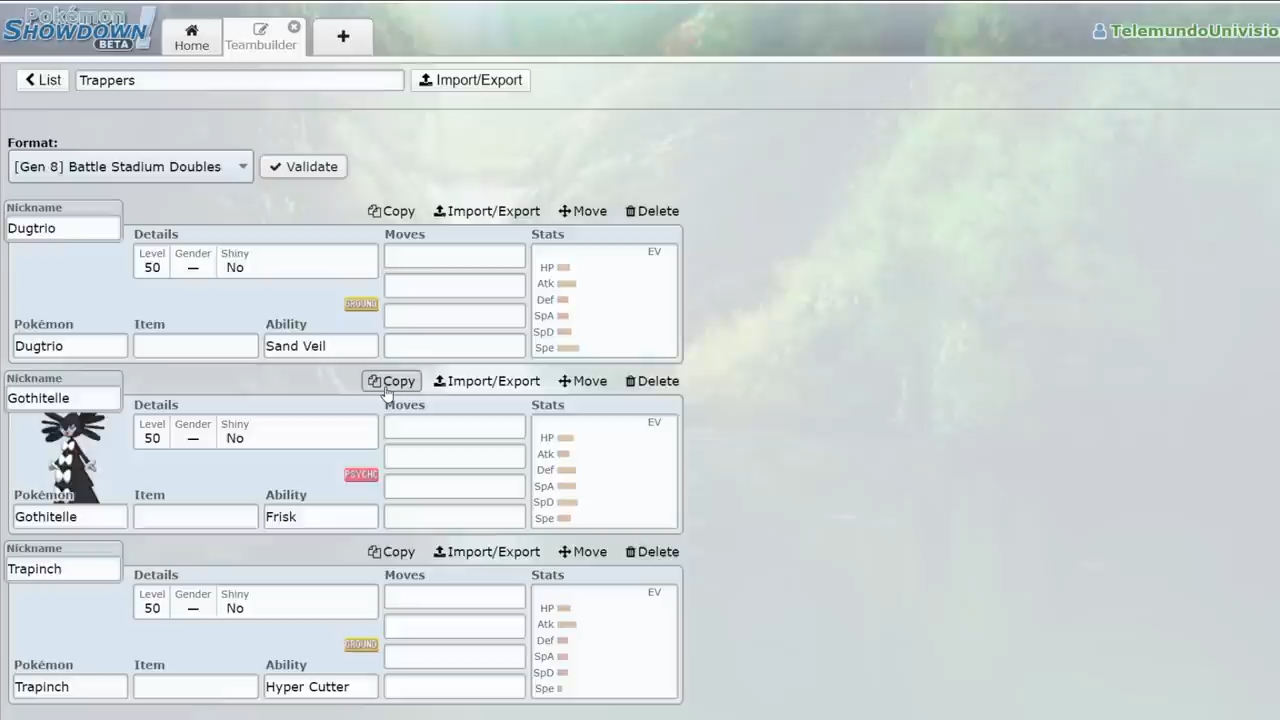 Pokémon
SHOWDOWN!
BETA
Home
Teambuilder
TelemundoUnivisio
List
Trappers
Import/Export
Format:
[Gen 8] Battle Stadium Doubles
Validate
Nickname
Dugtrio
Copy Import/Export Move Delete
Details Moves Stats
Level Gender Shiny EV
50 — No
HP
Atk
Def
GROUND
SpA
SpD
Spe
Pokémon Item Ability
Dugtrio Sand Veil
Nickname
Gothitelle
Copy Import/Export Move Delete
Details Moves Stats
Level Gender Shiny EV
50 — No
HP
Atk
Def
PSYCHC
SpA
SpD
Spe
Pokémon Item Ability
Gothitelle Frisk
Nickname
Trapinch
Copy Import/Export Move Delete
Details Moves Stats
Level Gender Shiny EV
50 — No
HP
Atk
Def
GROUND
SpA
SpD
Spe
Pokémon Item Ability
Trapinch Hyper Cutter